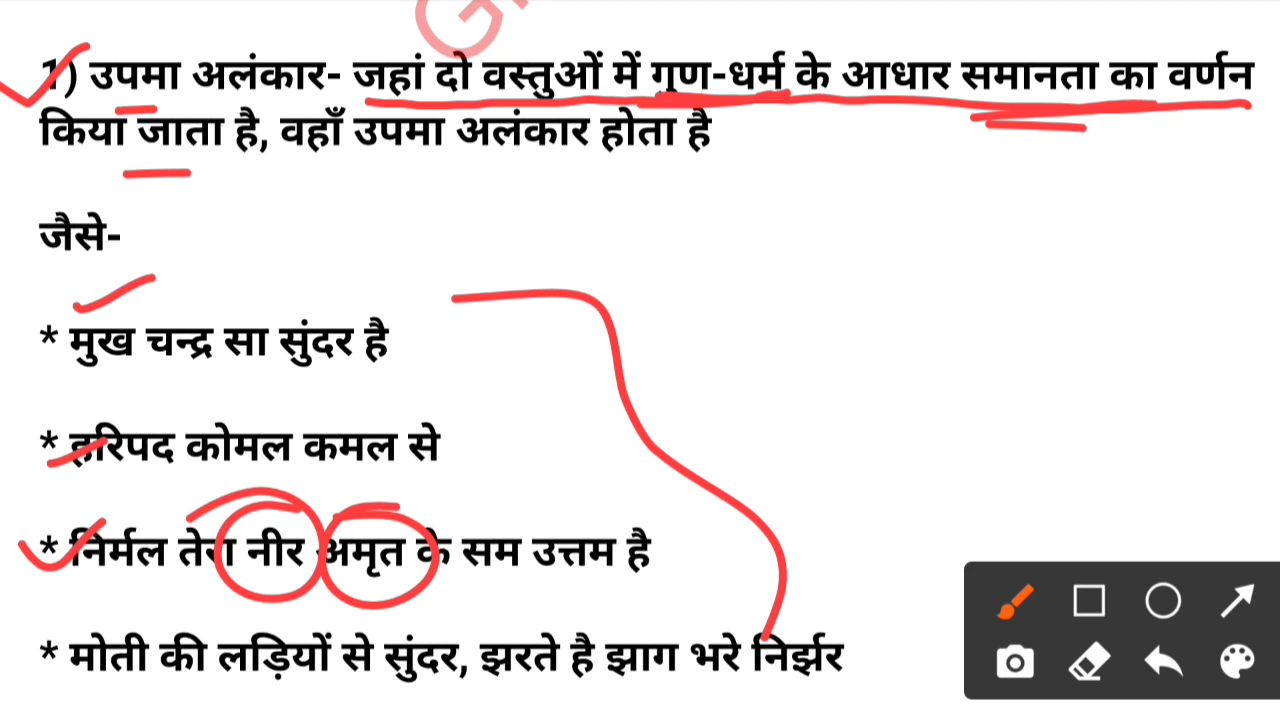 1) उपमा अलंकार- जहां दो वस्तुओं में गुण-धर्म के आधार समानता का वर्णन
किया जाता है, वहाँ उपमा अलंकार होता है
जैसे-
* मुख चन्द्र सा सुंदर है
* हरिपद कोमल कमल से
* निर्मल तेरा नीर अमृत के सम उत्तम है
* मोती की लड़ियों से सुंदर, झरते है झाग भरे निर्झर